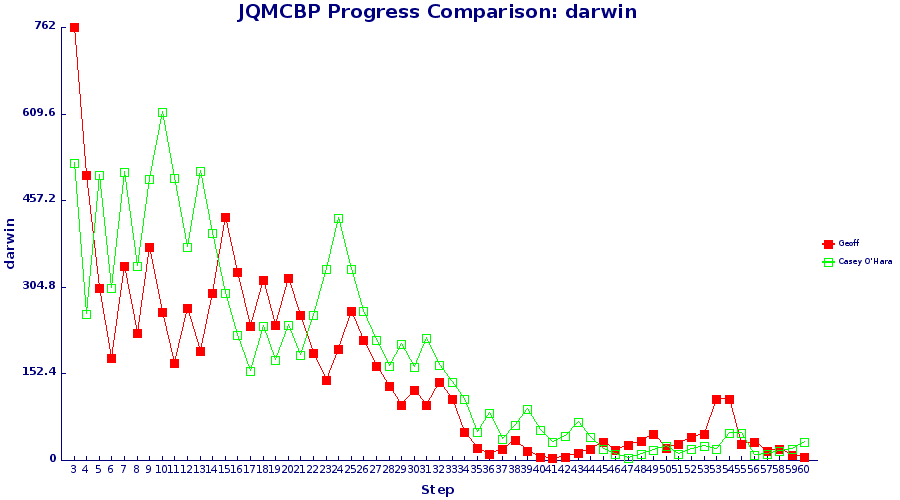 JQMCBP Progress Comparison: darwin
762
609.6
457.2
304.8
152.4
0
darwin
3 4 5 6 7 8 9 10 11 12 13 14 15 16 17 18 19 20 21 22 23 24 25 26 27 28 29 30 31 32 33 34 35 36 37 38 39 40 41 42 43 44 45 46 47 48 49 50 51 52 53 54 55 56 57 58 59 60
Step
Geoff
Casey O'Hara